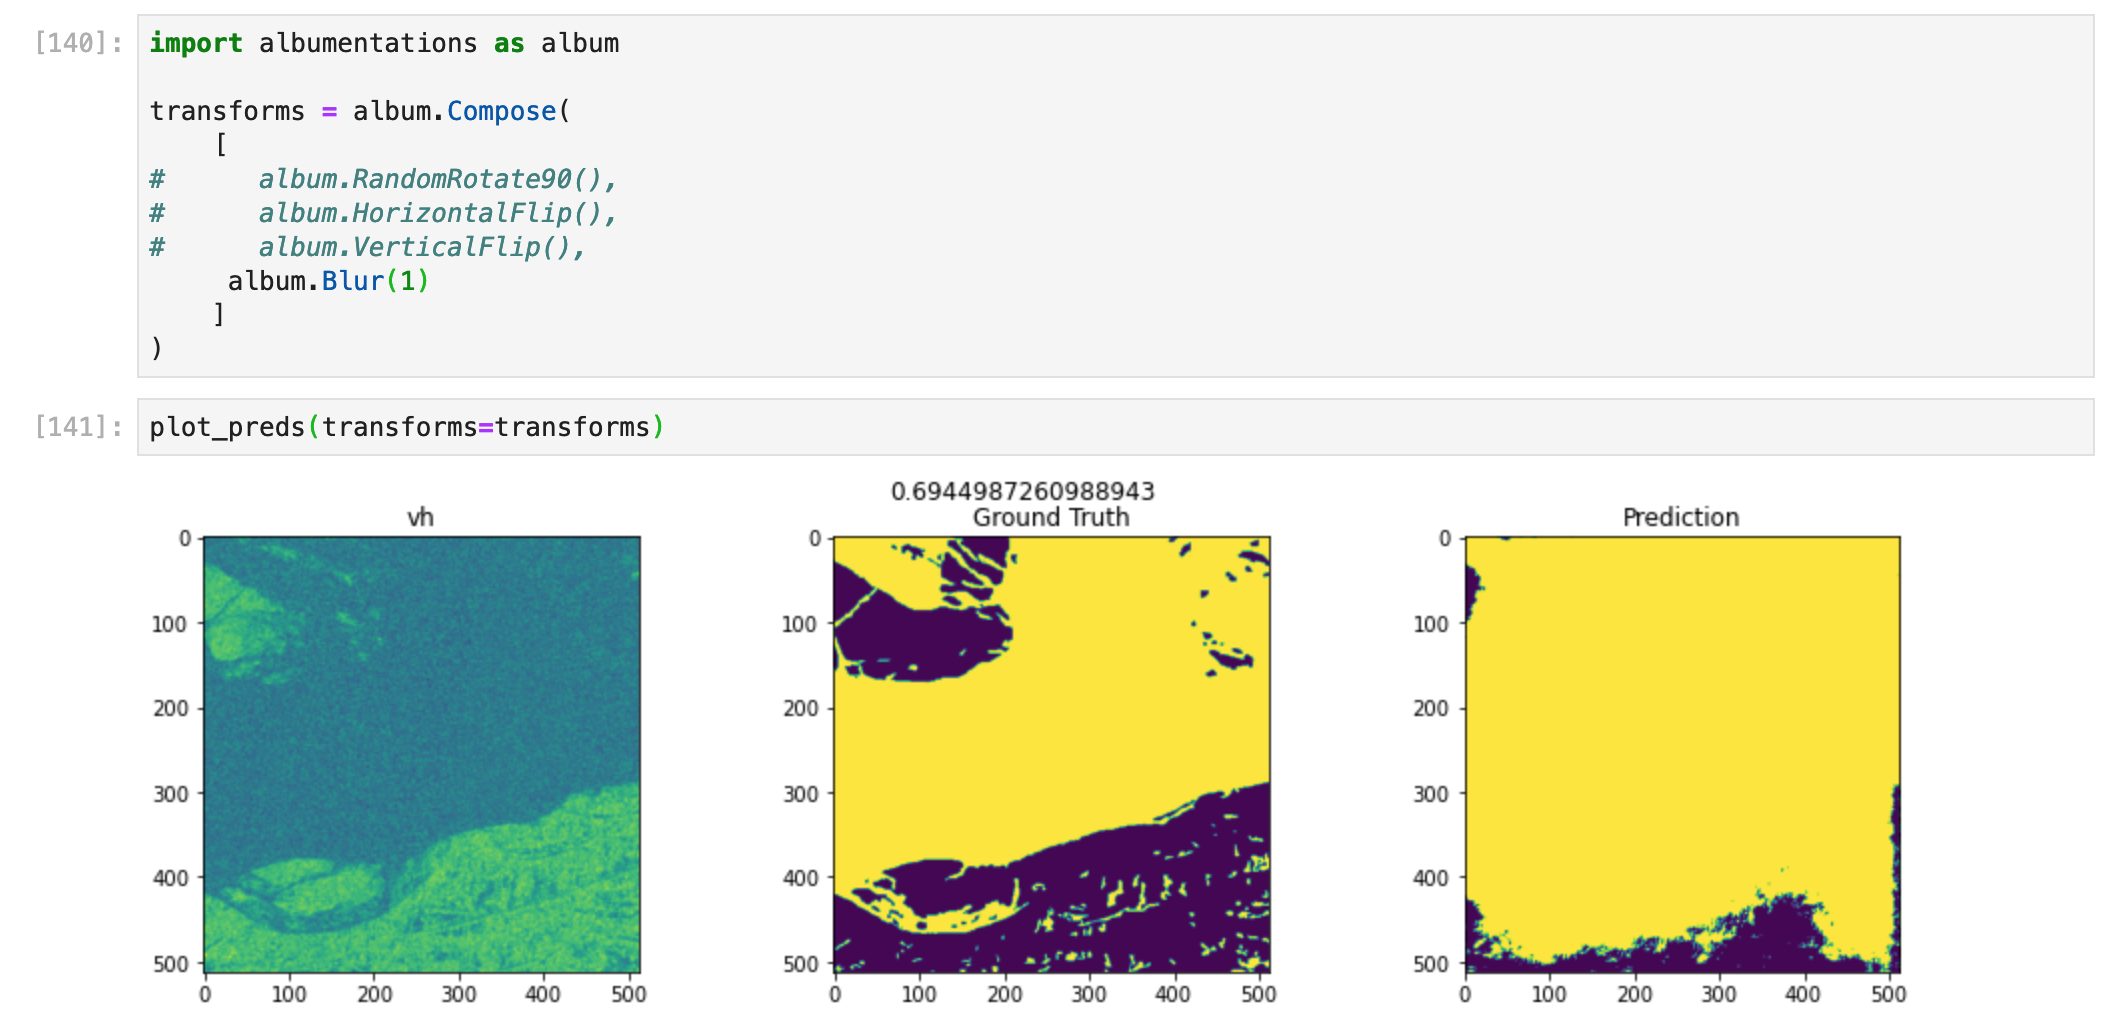 [140]: import albumentations as album
transforms = album.Compose(
[
# album.RandomRotate90(),
# album.HorizontalFlip(),
# album.VerticalFlip(),
album.Blur(1)
]
)
[141]: plot_preds(transforms=transforms)
0.6944987260988943
vh
Ground Truth
Prediction
0
100
200
300
400
500
0 100 200 300 400 500
0
100
200
300
400
500
0 100 200 300 400 500
0
100
200
300
400
500
0 100 200 300 400 500